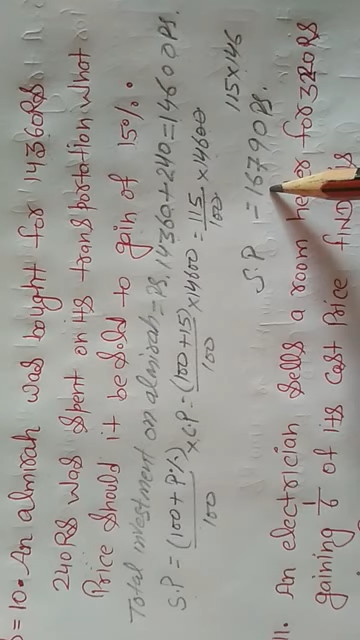 Q=10. An almirah was bought for 14360RS
240RS was spent on its transportation. What
Price should it be sold to gain of 15%.
Total investment on almirah=RS.14360+240=14600RS.
S.P=(100+P%)/100 ×C.P=(100+15)/100 ×14600=115/100 ×14600
115×146
S.P =16790RS.
11. An electrician sells a room for 3220RS
gaining 1/6 of its cost price find